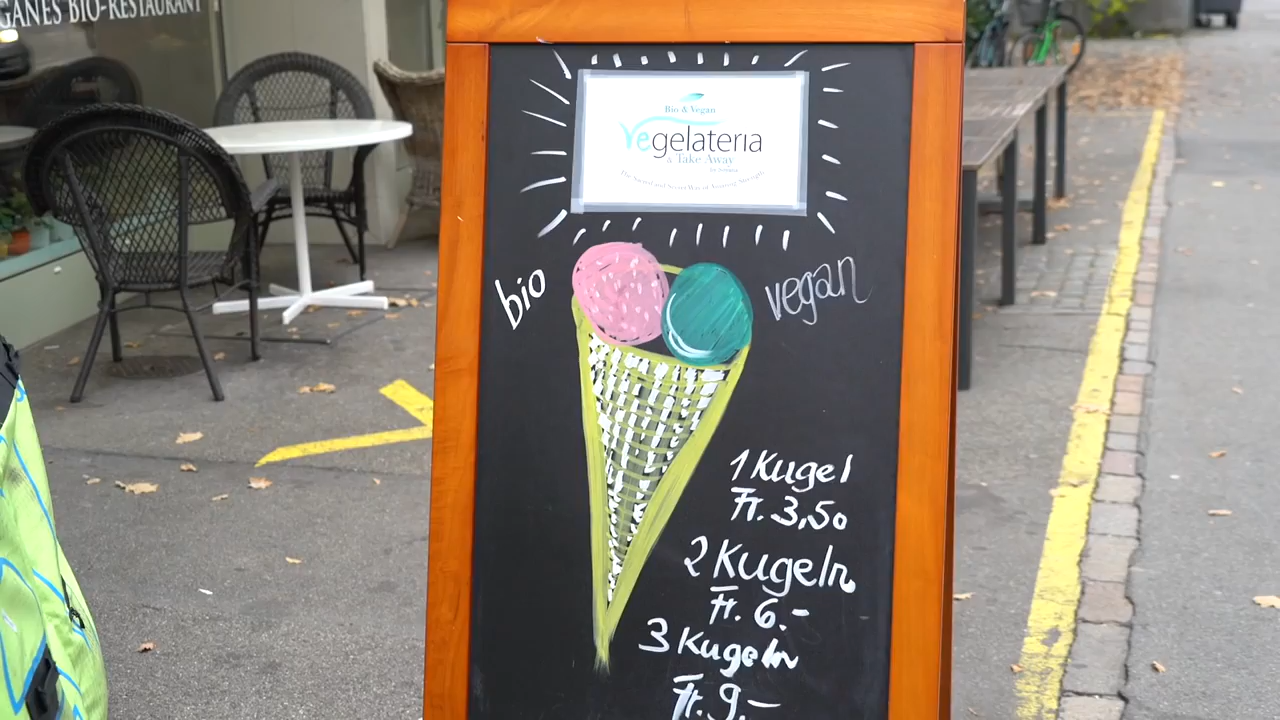 GANES BIO-RESTAURANT
Bio & Vegan
Vegelateria
& Take Away
bio
vegan
1 Kugel
Fr. 3,50
2 Kugeln
Fr. 6.-
3 Kugeln
Fr. 9.-